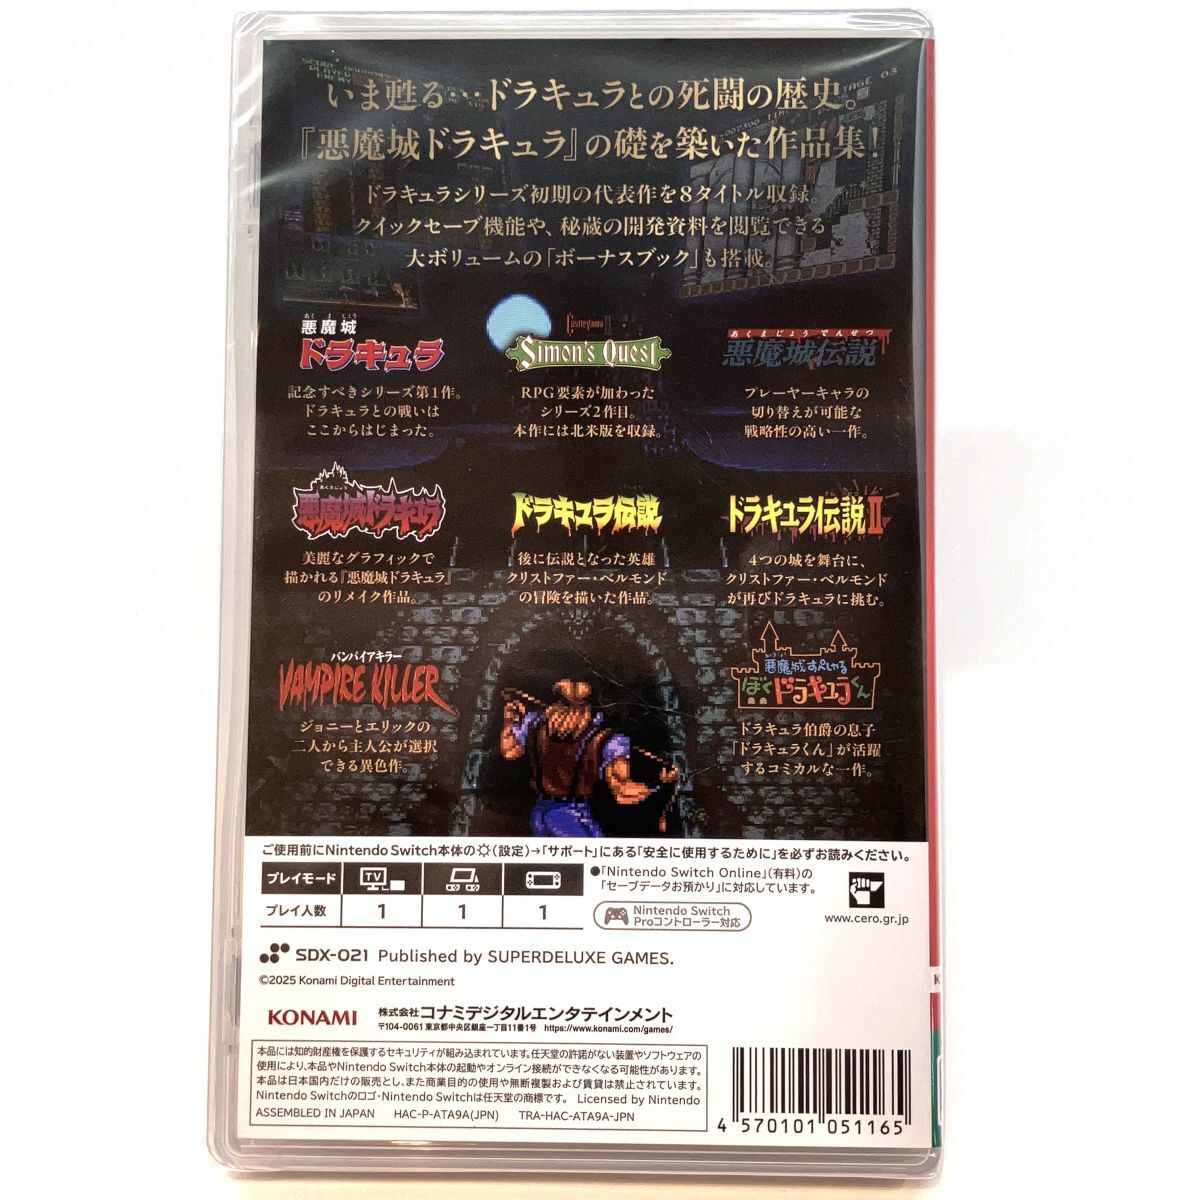 SCORE
PLAYER
ENEMY
STAGE 03
いま甦る…ドラキュラとの死闘の歴史。
『悪魔城ドラキュラ』の礎を築いた作品集!
ドラキュラシリーズ初期の代表作を8タイトル収録。
クイックセーブ機能や、秘蔵の開発資料を閲覧できる
大ボリュームの「ボーナスブック」も搭載。
あくまじょう
悪魔城
ドラキュラ
記念すべきシリーズ第1作。
ドラキュラとの戦いは
ここからはじまった。
Castlevania II
Simon's Quest
RPG要素が加わった
シリーズ2作目。
本作には北米版を収録。
あくまじょうでんせつ
悪魔城伝説
プレーヤーキャラの
切り替えが可能な
戦略性の高い一作。
あくまじょう
悪魔城ドラキュラ
美麗なグラフィックで
描かれる『悪魔城ドラキュラ』
のリメイク作品。
ドラキュラ伝説
後に伝説となった英雄
クリストファー・ベルモンド
の冒険を描いた作品。
ドラキュラ伝説II
4つの城を舞台に、
クリストファー・ベルモンド
が再びドラキュラに挑む。
バンパイアキラー
VAMPIRE KILLER
ジョニーとエリックの
二人から主人公が選択
できる異色作。
悪魔城すぺしゃる
ぼくドラキュラくん
ドラキュラ伯爵の息子
「ドラキュラくん」が活躍
するコミカルな一作。
ご使用前にNintendo Switch本体の(設定)→「サポート」にある「安全に使用するために」を必ずお読みください。
プレイモード TV
プレイ人数 1 1 1
●「Nintendo Switch Online」(有料)の
「セーブデータお預かり」に対応しています。
Nintendo Switch
Proコントローラー対応
www.cero.gr.jp
SDX-021 Published by SUPERDELUXE GAMES.
©2025 Konami Digital Entertainment
KONAMI
株式会社コナミデジタルエンタテインメント
〒104-0061 東京都中央区銀座一丁目11番1号 https://www.konami.com/games/
本品には知的財産権を保護するセキュリティが組み込まれています。任天堂の許諾がない装置やソフトウェアの
使用により、本品やNintendo Switch本体の起動やオンライン接続ができなくなる可能性があります。
本品は日本国内だけの販売とし、また商業目的の使用や無断複製および賃貸は禁止されています。
Nintendo Switchのロゴ・Nintendo Switchは任天堂の商標です。 Licensed by Nintendo
ASSEMBLED IN JAPAN HAC-P-ATA9A(JPN) TRA-HAC-ATA9A-JPN
4 570101 051165
K